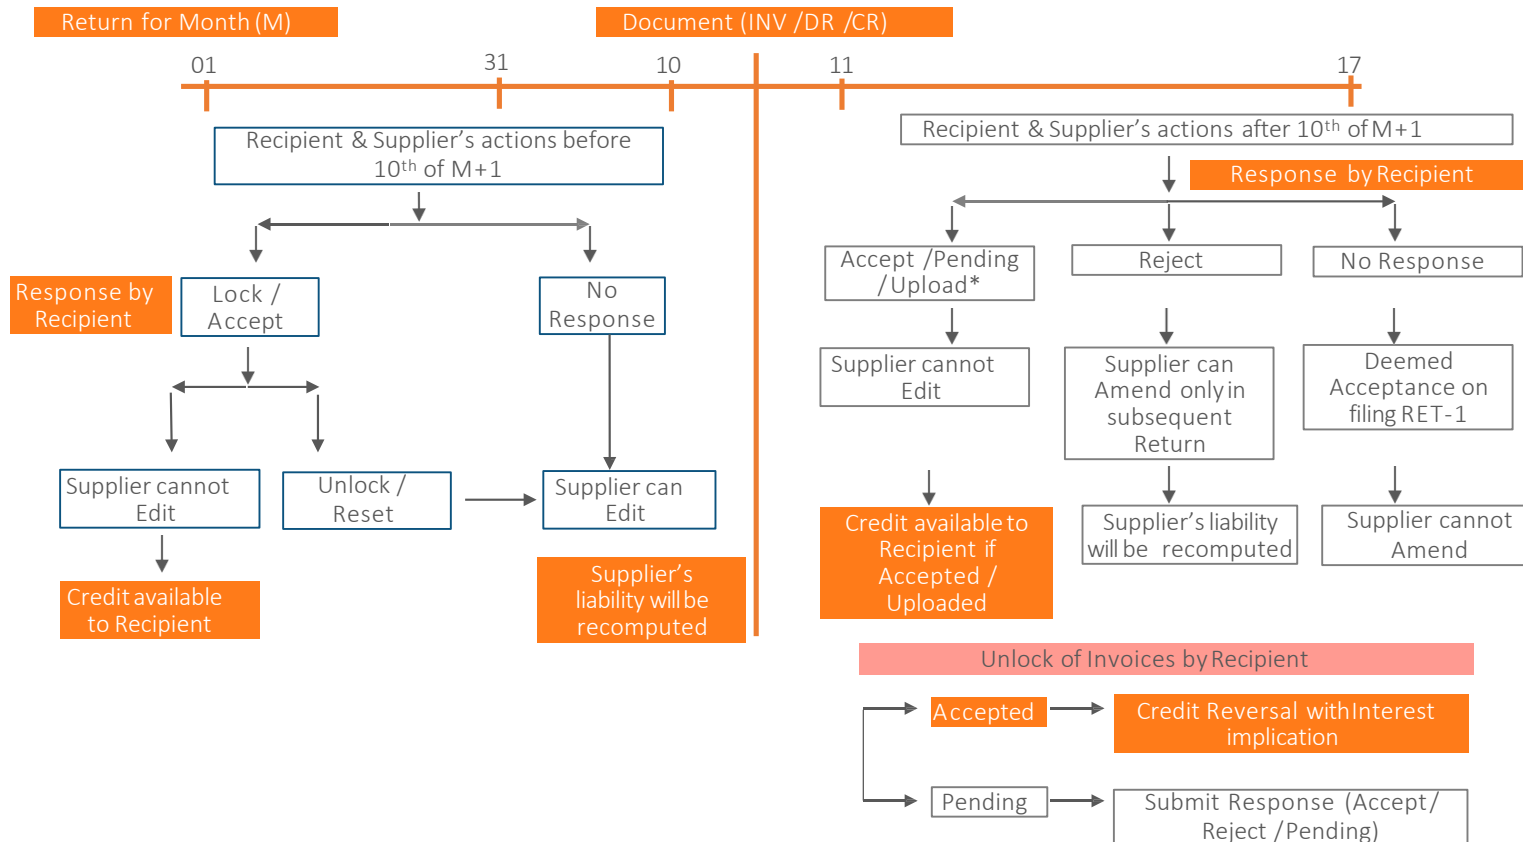 Return for Month (M)
Document (INV /DR /CR)
01
31
10
11
17
Recipient & Supplier's actions before
10th of M+1
Recipient & Supplier's actions after 10th of M+1
Response by Recipient
Response by
Recipient
Lock /
Accept
No
Response
Accept /Pending
/ Upload*
Reject
No Response
Supplier cannot
Edit
Supplier can
Amend only in
subsequent
Return
Deemed
Acceptance on
filing RET-1
Supplier cannot
Edit
Unlock /
Reset
Supplier can
Edit
Credit available to
Recipient if
Accepted /
Uploaded
Supplier's liability
will be recomputed
Supplier cannot
Amend
Credit available
to Recipient
Supplier's
liability will be
recomputed
Unlock of Invoices by Recipient
Accepted
Credit Reversal with Interest
implication
Pending
Submit Response (Accept /
Reject / Pending)